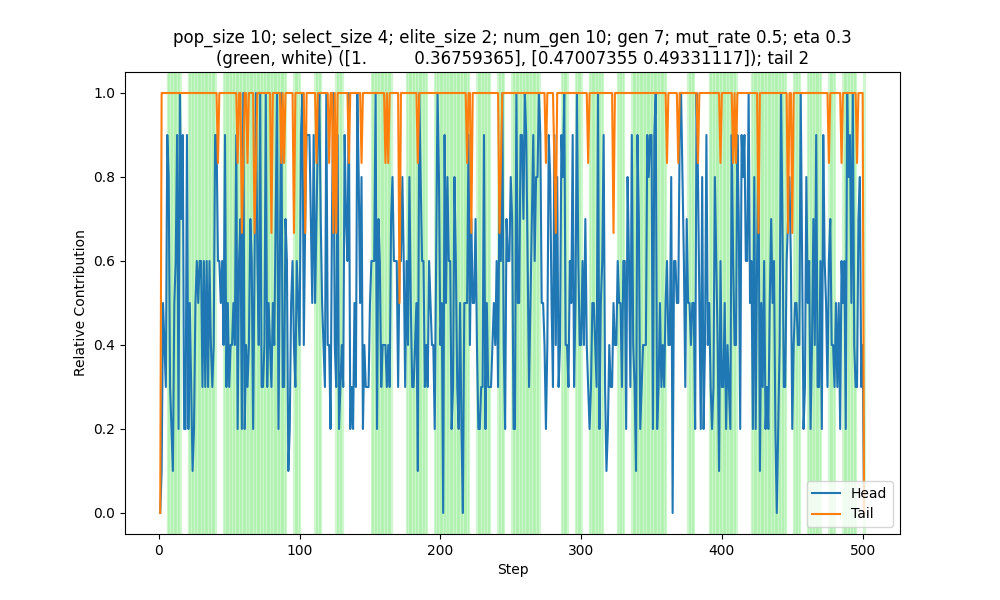 pop_size 10; select_size 4; elite_size 2; num_gen 10; gen 7; mut_rate 0.5; eta 0.3
(green, white) ([1.         0.36759365], [0.47007355 0.49331117]); tail 2
1.0
0.8
0.6
0.4
0.2
0.0
Relative Contribution
0
100
200
300
400
500
Step
Head
Tail